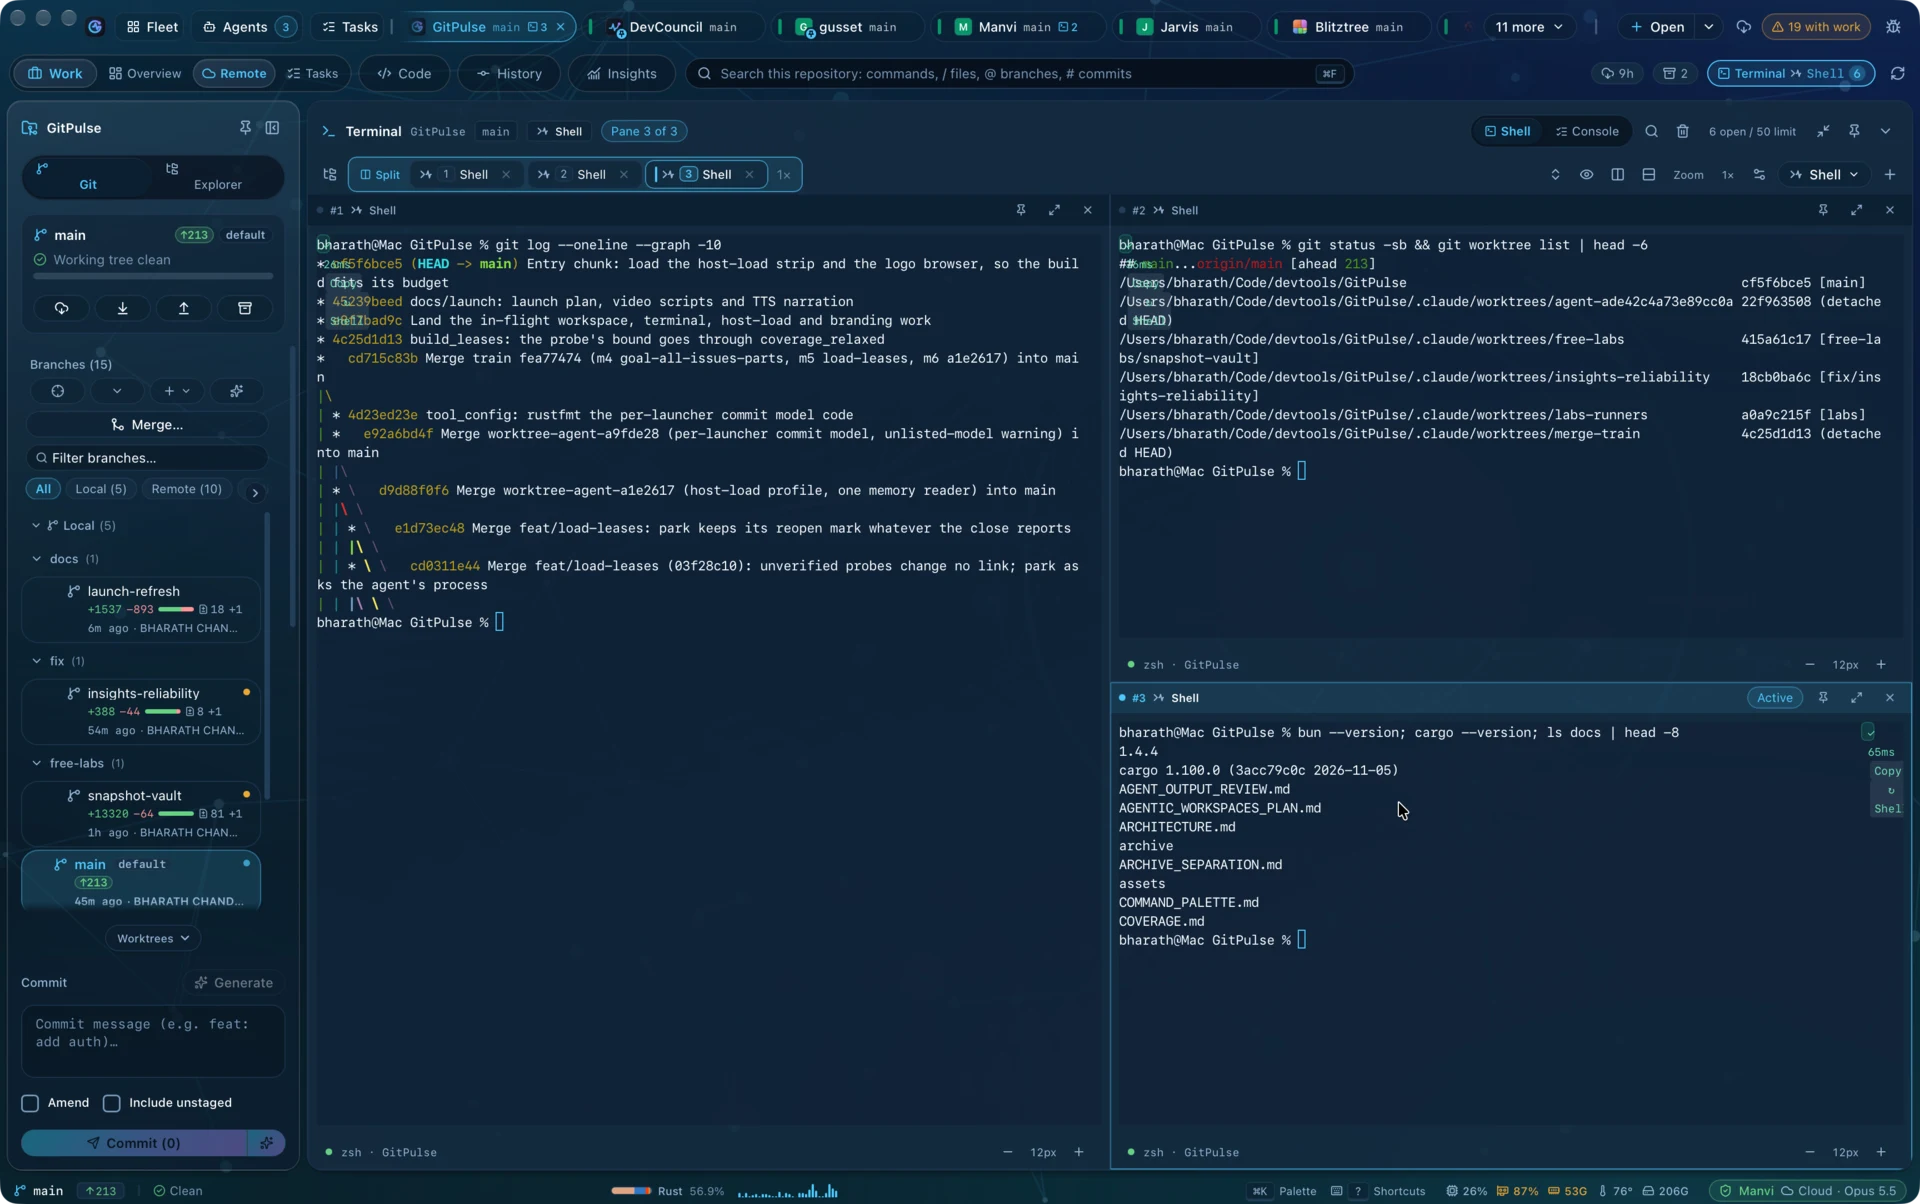 Fleet Agents 3 Tasks GitPulse main 3 DevCouncil main gusset main Manvi main 2 Jarvis main Blitztree main 11 more Open 19 with work
Work Overview Remote Tasks Code History Insights Search this repository: commands, / files, @ branches, # commits ⌘F 9h 2 Terminal Shell 6
GitPulse
Git Explorer
main ↑213 default
Working tree clean
Branches (15)
Merge...
Filter branches...
All Local (5) Remote (10)
Local (5)
docs (1)
launch-refresh
+1537 −893 18 +1
6m ago · BHARATH CHAN...
fix (1)
insights-reliability
+388 −44 8 +1
54m ago · BHARATH CHAN...
free-labs (1)
snapshot-vault
+13320 −64 81 +1
1h ago · BHARATH CHAN...
main default
↑213
45m ago · BHARATH CHAND...
Worktrees
Commit Generate
Commit message (e.g. feat:
add auth)…
Amend Include unstaged
Commit (0)
Terminal GitPulse main Shell Pane 3 of 3 Shell Console 6 open / 50 limit
Split 1 Shell 2 Shell 3 Shell 1× Zoom 1× Shell
#1 Shell
bharath@Mac GitPulse % git log --oneline --graph -10
* cf5f6bce5 (HEAD -> main) Entry chunk: load the host-load strip and the logo browser, so the buil
d fits its budget
* 45239beed docs/launch: launch plan, video scripts and TTS narration
* bad9c Land the in-flight workspace, terminal, host-load and branding work
* 4c25d1d13 build_leases: the probe's bound goes through coverage_relaxed
* cd715c83b Merge train fea77474 (m4 goal-all-issues-parts, m5 load-leases, m6 a1e2617) into mai
n
|\
| * 4d23ed23e tool_config: rustfmt the per-launcher commit model code
| * e92a6bd4f Merge worktree-agent-a9fde28 (per-launcher commit model, unlisted-model warning) i
nto main
| |\
| * \ d9d88f0f6 Merge worktree-agent-a1e2617 (host-load profile, one memory reader) into main
| |\ \
| | * \ e1d73ec48 Merge feat/load-leases: park keeps its reopen mark whatever the close reports
| | |\ \
| | * \ \ cd0311e44 Merge feat/load-leases (03f28c10): unverified probes change no link; park as
ks the agent's process
| | |\ \ \
bharath@Mac GitPulse %
zsh · GitPulse − 12px +
#2 Shell
bharath@Mac GitPulse % git status -sb && git worktree list | head -6
## main...origin/main [ahead 213]
/Users/bharath/Code/devtools/GitPulse cf5f6bce5 [main]
/Users/bharath/Code/devtools/GitPulse/.claude/worktrees/agent-ade42c4a73e89cc0a 22f963508 (detache
d HEAD)
/Users/bharath/Code/devtools/GitPulse/.claude/worktrees/free-labs 415a61c17 [free-la
bs/snapshot-vault]
/Users/bharath/Code/devtools/GitPulse/.claude/worktrees/insights-reliability 18cb0ba6c [fix/ins
ights-reliability]
/Users/bharath/Code/devtools/GitPulse/.claude/worktrees/labs-runners a0a9c215f [labs]
/Users/bharath/Code/devtools/GitPulse/.claude/worktrees/merge-train 4c25d1d13 (detache
d HEAD)
bharath@Mac GitPulse %
zsh · GitPulse − 12px +
#3 Shell Active
bharath@Mac GitPulse % bun --version; cargo --version; ls docs | head -8
1.4.4 65ms
cargo 1.100.0 (3acc79c0c 2026-11-05) Copy
AGENT_OUTPUT_REVIEW.md ↻
AGENTIC_WORKSPACES_PLAN.md Shel
ARCHITECTURE.md
archive
ARCHIVE_SEPARATION.md
assets
COMMAND_PALETTE.md
COVERAGE.md
bharath@Mac GitPulse %
zsh · GitPulse − 12px +
main ↑213 Clean Rust 56.9% ⌘K Palette ? Shortcuts 26% 87% 53G 76° 206G Manvi Cloud · Opus 5.5